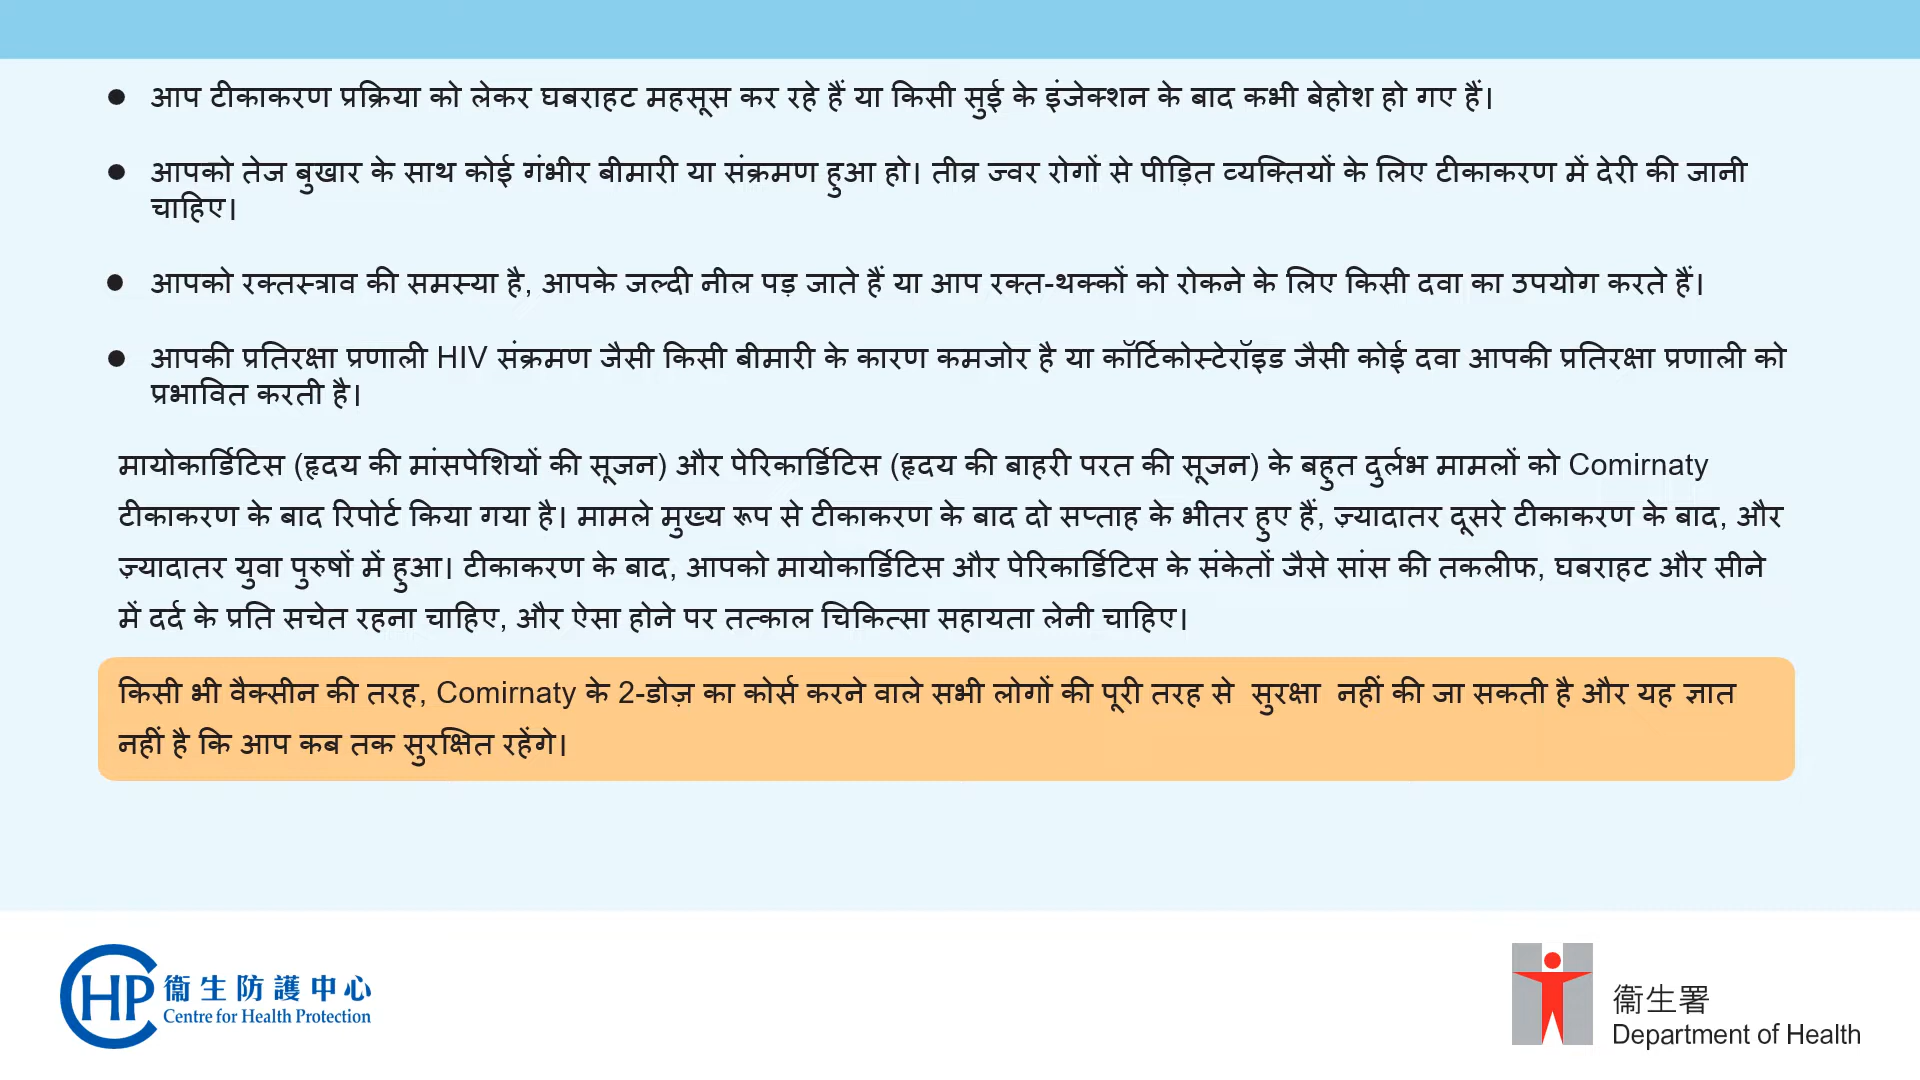 ● आप टीकाकरण प्रक्रिया को लेकर घबराहट महसूस कर रहे हैं या किसी सुई के इंजेक्शन के बाद कभी बेहोश हो गए हैं।
● आपको तेज बुखार के साथ कोई गंभीर बीमारी या संक्रमण हुआ हो। तीव्र ज्वर रोगों से पीड़ित व्यक्तियों के लिए टीकाकरण में देरी की जानी
चाहिए।
● आपको रक्तस्त्राव की समस्या है, आपके जल्दी नील पड़ जाते हैं या आप रक्त-थक्कों को रोकने के लिए किसी दवा का उपयोग करते हैं।
● आपकी प्रतिरक्षा प्रणाली HIV संक्रमण जैसी किसी बीमारी के कारण कमजोर है या कॉर्टिकोस्टेरॉइड जैसी कोई दवा आपकी प्रतिरक्षा प्रणाली को
प्रभावित करती है।
मायोकार्डिटिस (हृदय की मांसपेशियों की सूजन) और पेरिकार्डिटिस (हृदय की बाहरी परत की सूजन) के बहुत दुर्लभ मामलों को Comirnaty
टीकाकरण के बाद रिपोर्ट किया गया है। मामले मुख्य रूप से टीकाकरण के बाद दो सप्ताह के भीतर हुए हैं, ज़्यादातर दूसरे टीकाकरण के बाद, और
ज़्यादातर युवा पुरुषों में हुआ। टीकाकरण के बाद, आपको मायोकार्डिटिस और पेरिकार्डिटिस के संकेतों जैसे सांस की तकलीफ, घबराहट और सीने
में दर्द के प्रति सचेत रहना चाहिए, और ऐसा होने पर तत्काल चिकित्सा सहायता लेनी चाहिए।
किसी भी वैक्सीन की तरह, Comirnaty के 2-डोज़ का कोर्स करने वाले सभी लोगों की पूरी तरह से सुरक्षा नहीं की जा सकती है और यह ज्ञात
नहीं है कि आप कब तक सुरक्षित रहेंगे।
CHP 衞生防護中心
Centre for Health Protection
衞生署
Department of Health